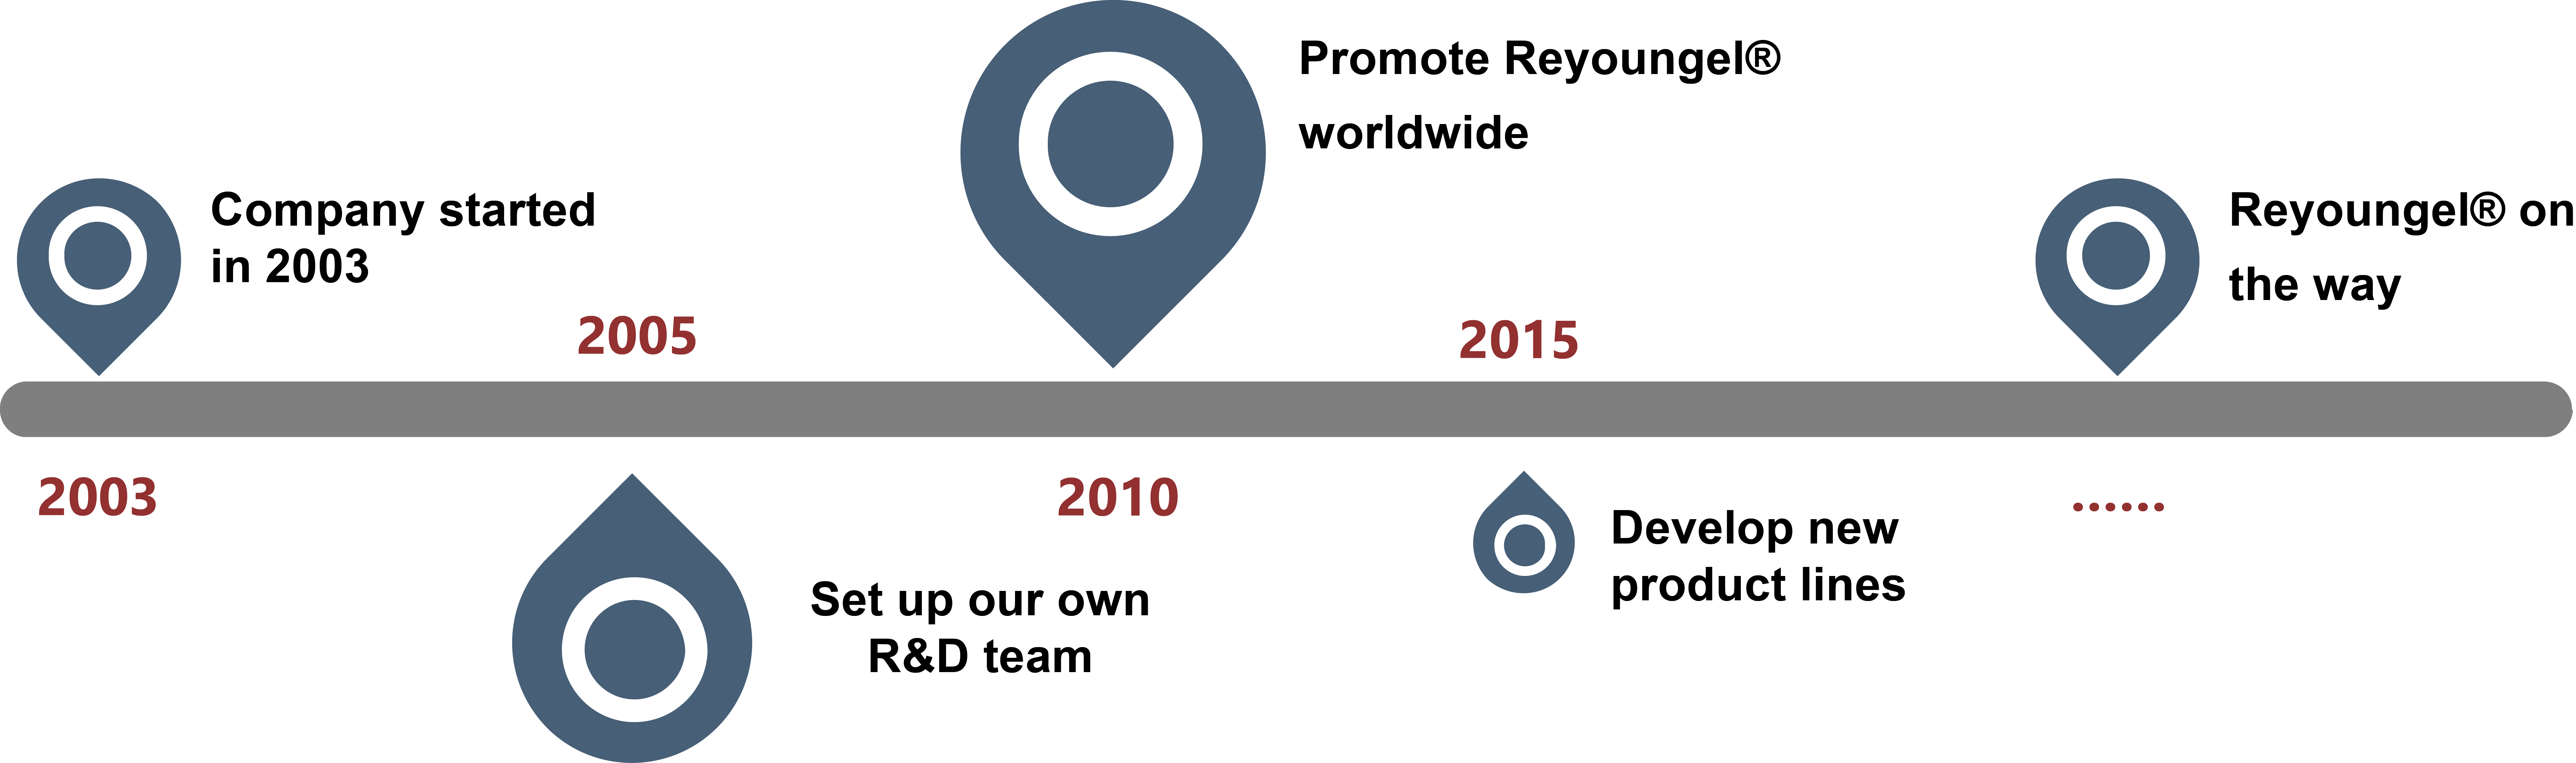 Company started
in 2003
2003
2005
Set up our own
R&D team
Promote Reyoungel®
worldwide
2010
2015
Develop new
product lines
Reyoungel® on
the way
......